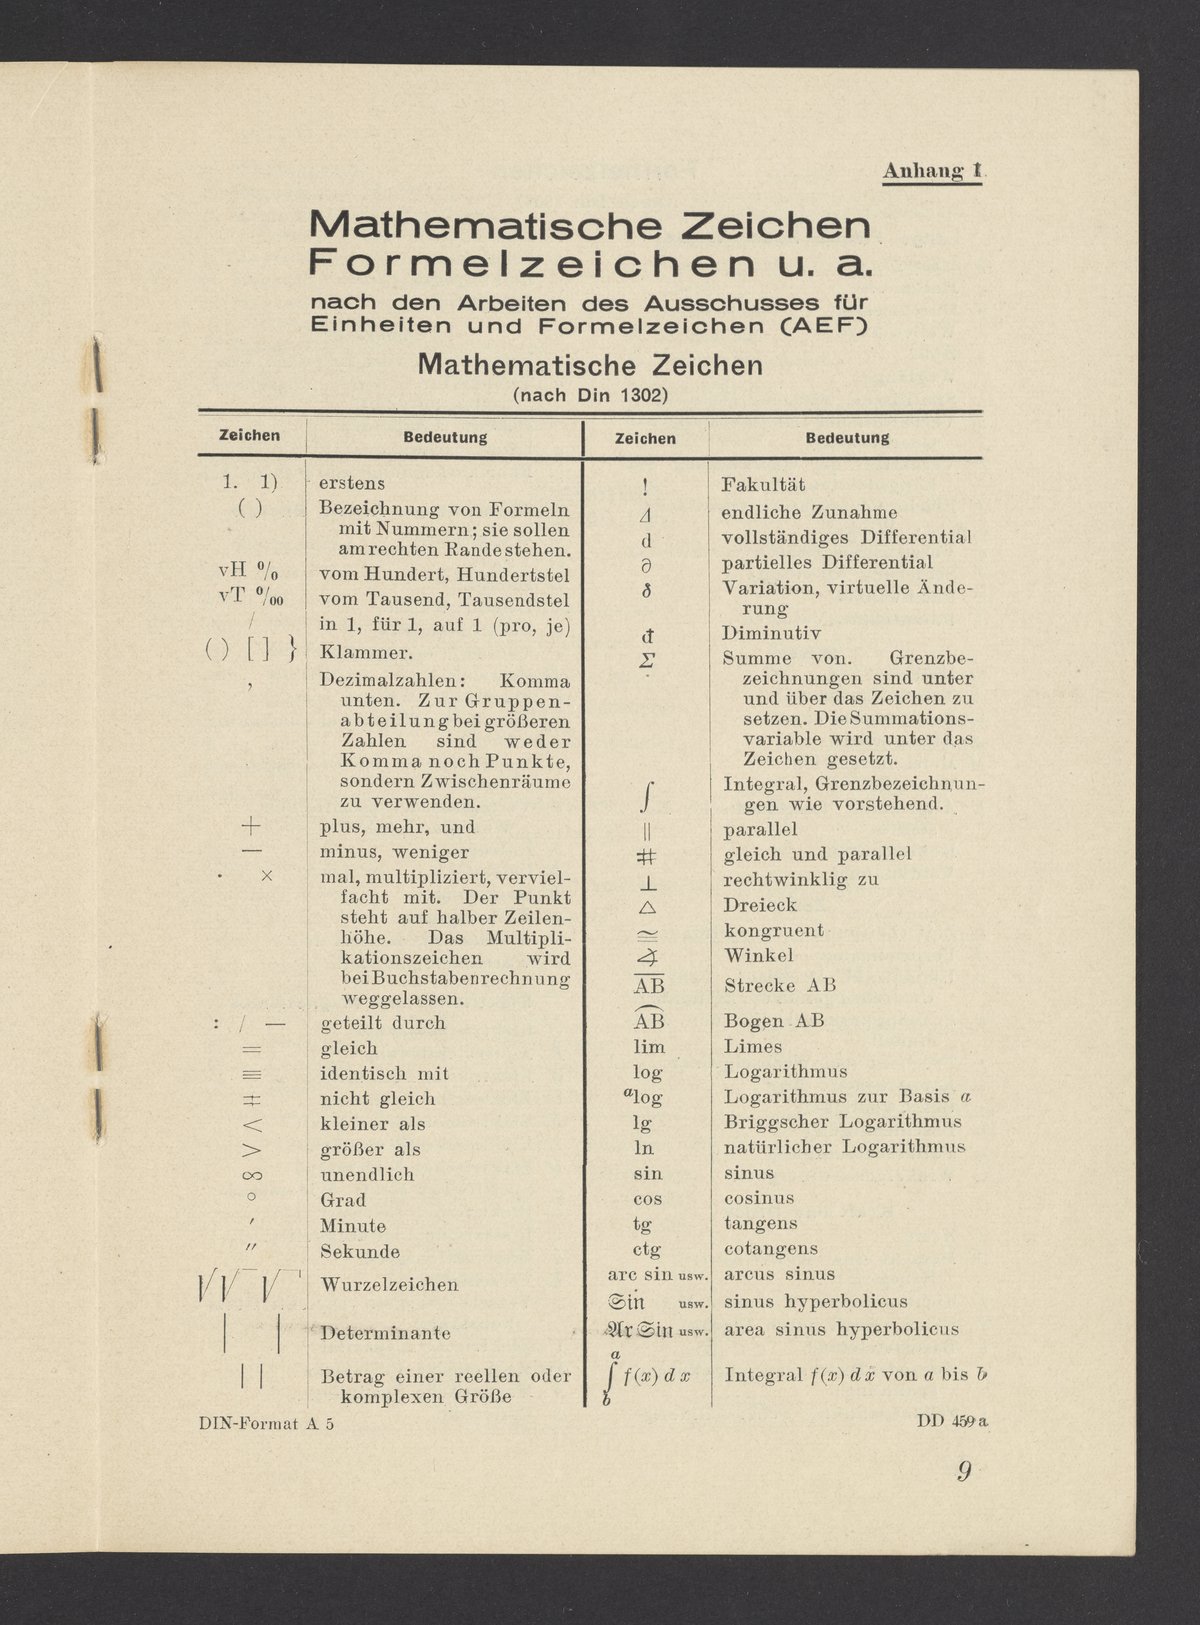 Anhang 1
Mathematische Zeichen
Formelzeichen u. a.
nach den Arbeiten des Ausschusses für
Einheiten und Formelzeichen (AEF)
Mathematische Zeichen
(nach Din 1302)
Zeichen Bedeutung
1. 1) erstens
( ) Bezeichnung von Formeln
mit Nummern; sie sollen
am rechten Rande stehen.
vH % vom Hundert, Hundertstel
vT ‰ vom Tausend, Tausendstel
/ in 1, für 1, auf 1 (pro, je)
( ) [ ] } Klammer.
, Dezimalzahlen: Komma
unten. Zur Gruppen-
abteilung bei größeren
Zahlen sind weder
Komma noch Punkte,
sondern Zwischenräume
zu verwenden.
+ plus, mehr, und
— minus, weniger
· × mal, multipliziert, verviel-
facht mit. Der Punkt
steht auf halber Zeilen-
höhe. Das Multipli-
kationszeichen wird
bei Buchstabenrechnung
weggelassen.
: / — geteilt durch
= gleich
≡ identisch mit
≠ nicht gleich
< kleiner als
> größer als
∞ unendlich
° Grad
′ Minute
″ Sekunde
√ √ √ Wurzelzeichen
| | Determinante
| | Betrag einer reellen oder
komplexen Größe
Zeichen Bedeutung
! Fakultät
Δ endliche Zunahme
d vollständiges Differential
∂ partielles Differential
δ Variation, virtuelle Ände-
rung
đ Diminutiv
Σ Summe von. Grenzbe-
zeichnungen sind unter
und über das Zeichen zu
setzen. Die Summations-
variable wird unter das
Zeichen gesetzt.
∫ Integral, Grenzbezeichnun-
gen wie vorstehend.
|| parallel
⋕ gleich und parallel
⊥ rechtwinklig zu
△ Dreieck
≅ kongruent
∢ Winkel
A̅B̅ Strecke AB
A͡B Bogen AB
lim Limes
log Logarithmus
ᵃlog Logarithmus zur Basis a
lg Briggscher Logarithmus
ln natürlicher Logarithmus
sin sinus
cos cosinus
tg tangens
ctg cotangens
arc sin usw. arcus sinus
Sin usw. sinus hyperbolicus
Ar Sin usw. area sinus hyperbolicus
a
∫ f(x) d x Integral f(x) d x von a bis b
b
DIN-Format A 5 DD 459 a
9